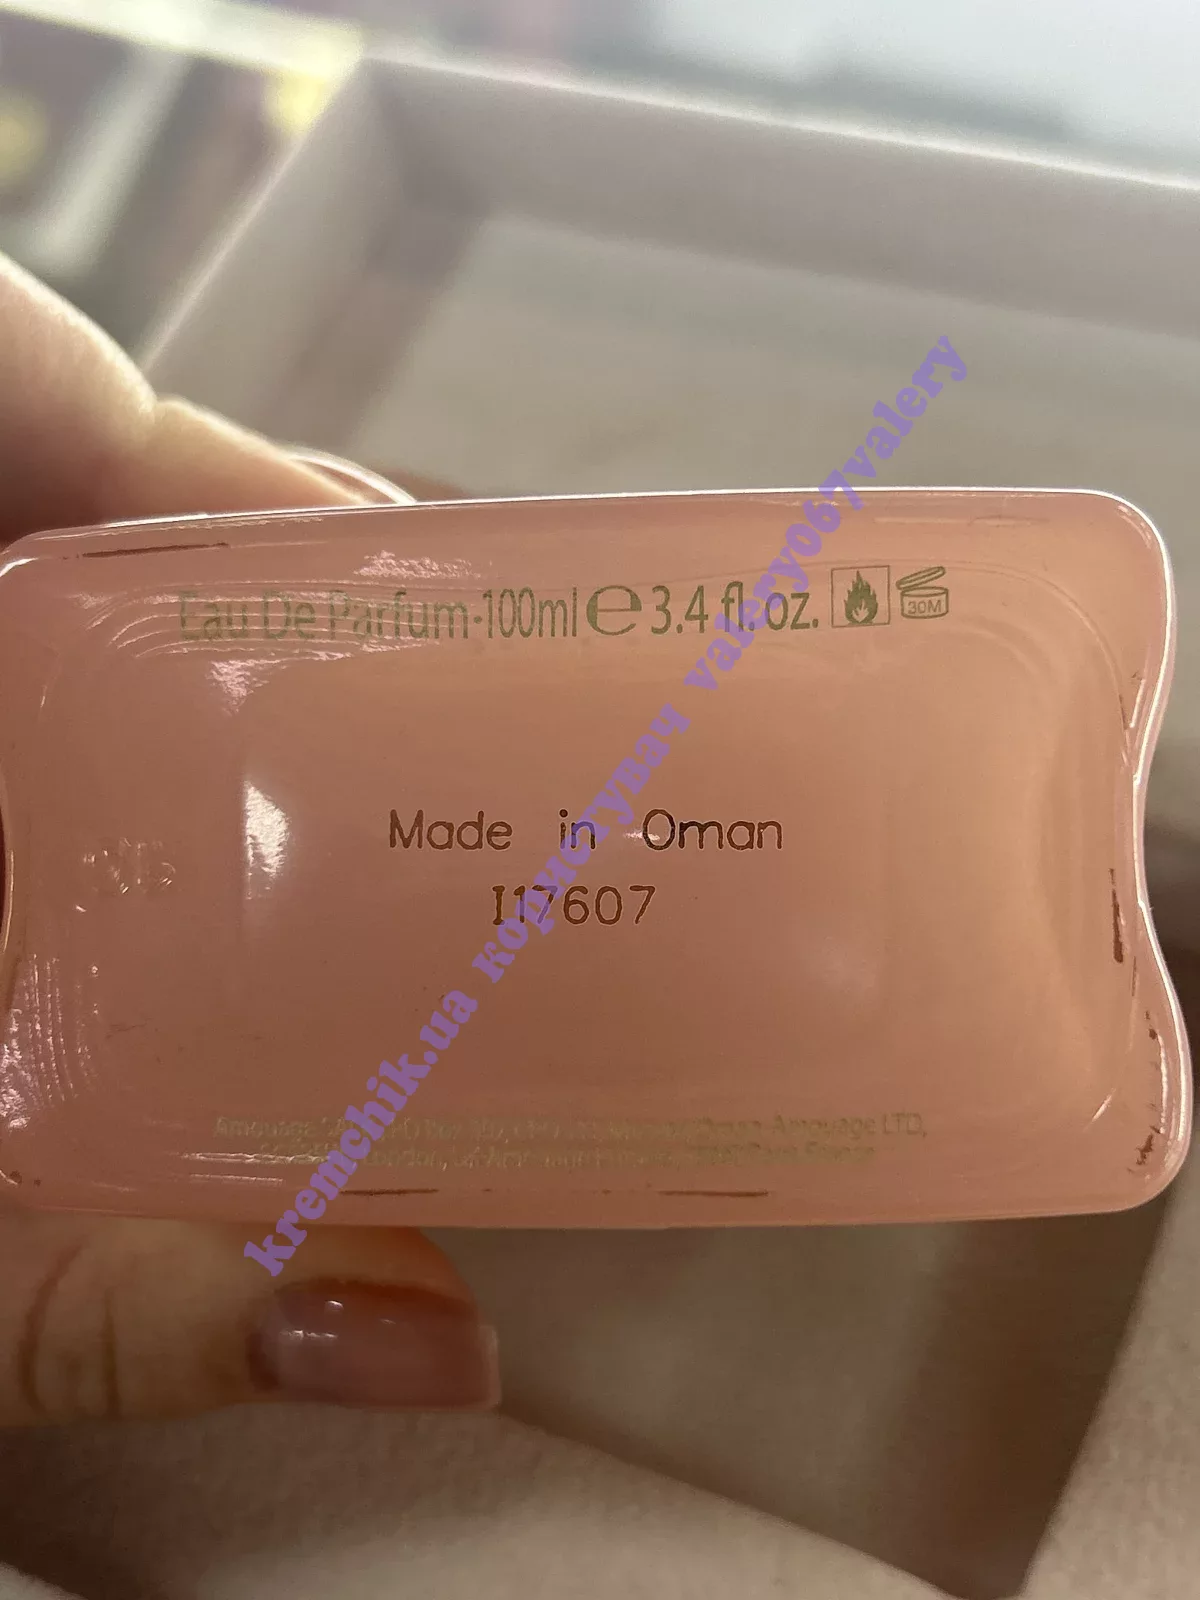 Eau De Parfum·100ml ℮ 3.4 fl. oz.
30M
Made in Oman
I17607
Amouage LTD,
London,
kremchik.ua користувач valery067valery